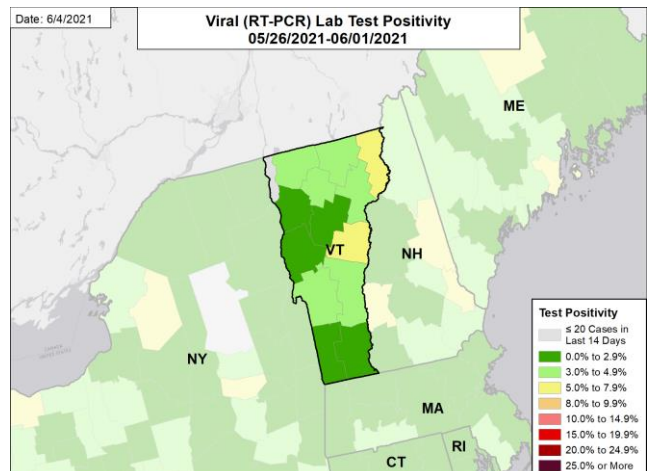 Date: 6/4/2021
Viral (RT-PCR) Lab Test Positivity
05/26/2021-06/01/2021
ME
VT
NH
NY
MA
CT
RI
Test Positivity
≤ 20 Cases in
Last 14 Days
0.0% to 2.9%
3.0% to 4.9%
5.0% to 7.9%
8.0% to 9.9%
10.0% to 14.9%
15.0% to 19.9%
20.0% to 24.9%
25.0% or More